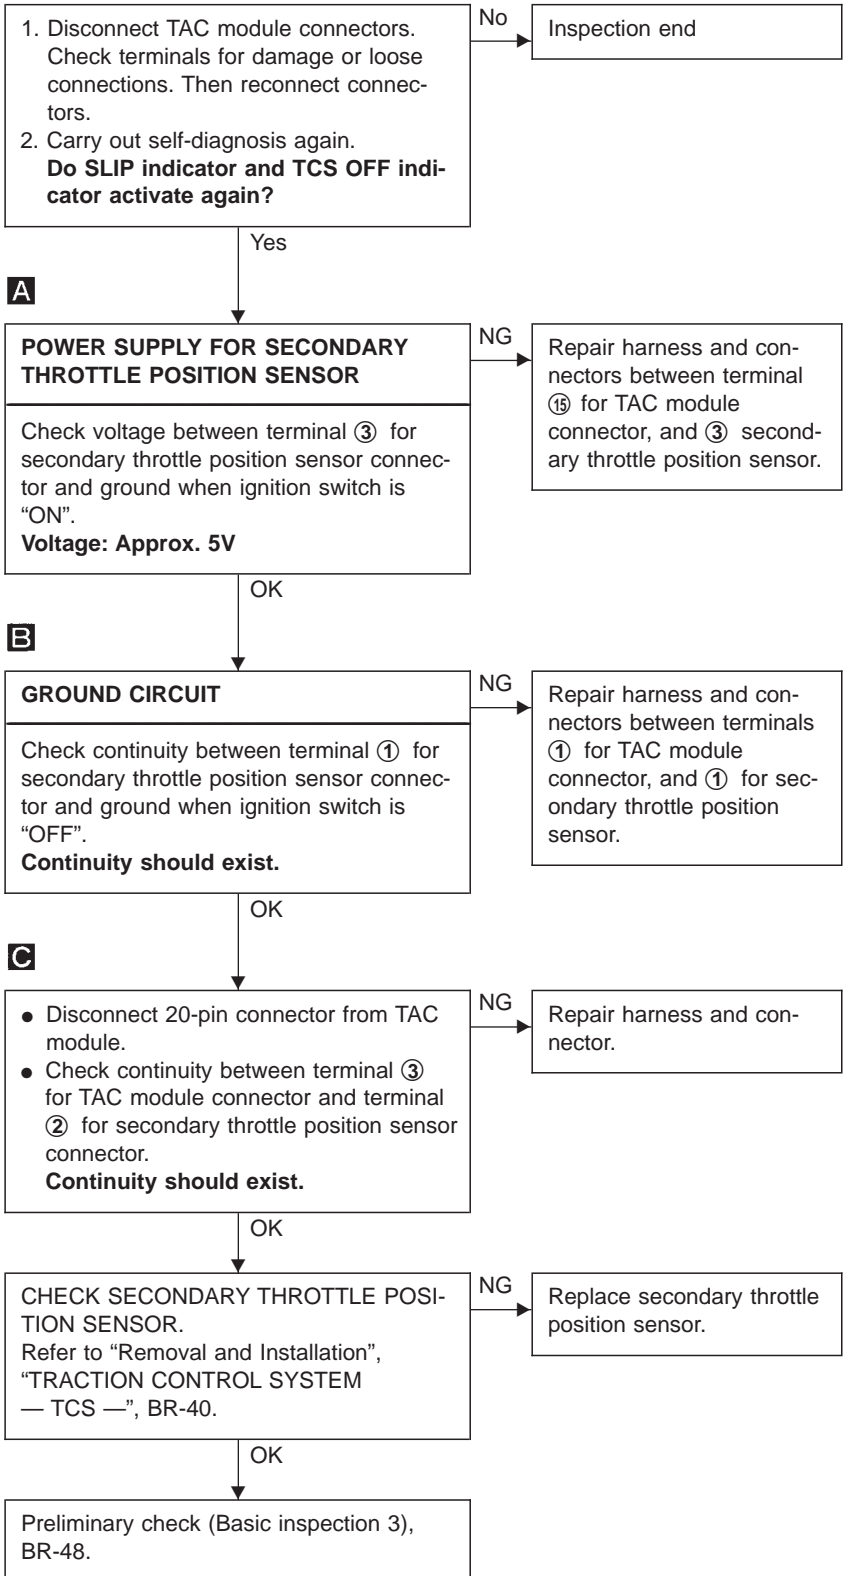 1. Disconnect TAC module connectors.
Check terminals for damage or loose
connections. Then reconnect connec-
tors.
2. Carry out self-diagnosis again.
Do SLIP indicator and TCS OFF indi-
cator activate again?
No
Inspection end
Yes
A
POWER SUPPLY FOR SECONDARY
THROTTLE POSITION SENSOR
Check voltage between terminal ③ for
secondary throttle position sensor connec-
tor and ground when ignition switch is
“ON”.
Voltage: Approx. 5V
NG
Repair harness and con-
nectors between terminal
⑮ for TAC module
connector, and ③ second-
ary throttle position sensor.
OK
B
GROUND CIRCUIT
Check continuity between terminal ① for
secondary throttle position sensor connec-
tor and ground when ignition switch is
“OFF”.
Continuity should exist.
NG
Repair harness and con-
nectors between terminals
① for TAC module
connector, and ① for sec-
ondary throttle position
sensor.
OK
C
● Disconnect 20-pin connector from TAC
module.
● Check continuity between terminal ③
for TAC module connector and terminal
② for secondary throttle position sensor
connector.
Continuity should exist.
NG
Repair harness and con-
nector.
OK
CHECK SECONDARY THROTTLE POSI-
TION SENSOR.
Refer to “Removal and Installation”,
“TRACTION CONTROL SYSTEM
— TCS —”, BR-40.
NG
Replace secondary throttle
position sensor.
OK
Preliminary check (Basic inspection 3),
BR-48.